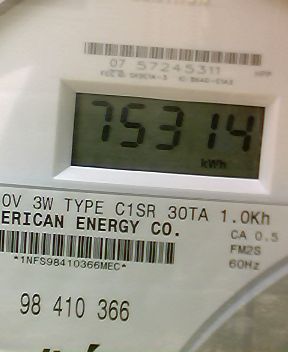 07 57245311
75314
kWh
0V 3W TYPE C1SR 30TA 1.0Kh
ERICAN ENERGY CO.
CA 0.5
FM2S
60Hz
*1NFS98410366MEC*
98 410 366